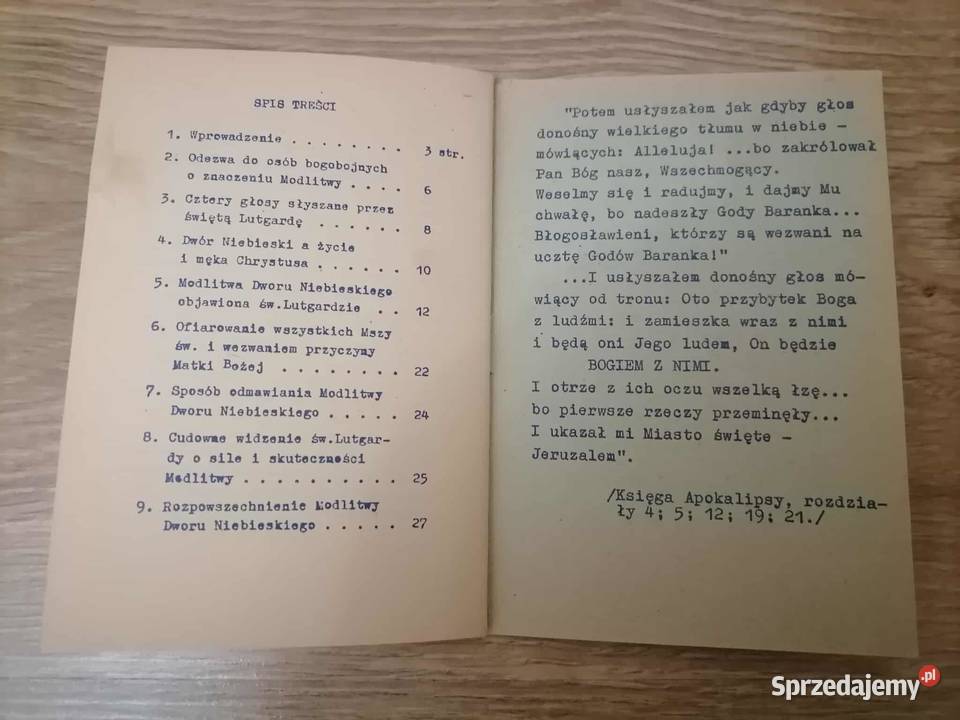 SPIS TREŚCI
1. Wprowadzenie . . . . . . . . 3 str.
2. Odezwa do osób bogobojnych
o znaczeniu Modlitwy . . . . 6
3. Cztery głosy słyszane przez
świętą Lutgardę . . . . . . 8
4. Dwór Niebieski a życie
i męka Chrystusa . . . . . . 10
5. Modlitwa Dworu Niebieskiego
objawiona św.Lutgardzie . . 12
6. Ofiarowanie wszystkich Mszy
św. i wezwaniem przyczyny
Matki Bożej . . . . . . . . 22
7. Sposób odmawiania Modlitwy
Dworu Niebieskiego . . . . . 24
8. Cudowne widzenie św.Lutgar-
dy o sile i skuteczności
Modlitwy . . . . . . . . . . 25
9. Rozpowszechnienie Modlitwy
Dworu Niebieskiego . . . . . 27
"Potem usłyszałem jak gdyby głos
donośny wielkiego tłumu w niebie -
mówiących: Alleluja! ...bo zakrólował
Pan Bóg nasz, Wszechmogący.
Weselmy się i radujmy, i dajmy Mu
chwałę, bo nadeszły Gody Baranka...
Błogosławieni, którzy są wezwani na
ucztę Godów Baranka!"
...I usłyszałem donośny głos mó-
wiący od tronu: Oto przybytek Boga
z ludźmi: i zamieszka wraz z nimi
i będą oni Jego ludem, On będzie
BOGIEM Z NIMI.
I otrze z ich oczu wszelką łzę...
bo pierwsze rzeczy przeminęły...
I ukazał mi Miasto święte -
Jeruzalem".
/Księga Apokalipsy, rozdzia-
ły 4; 5; 12; 19; 21./
Sprzedajemy.pl